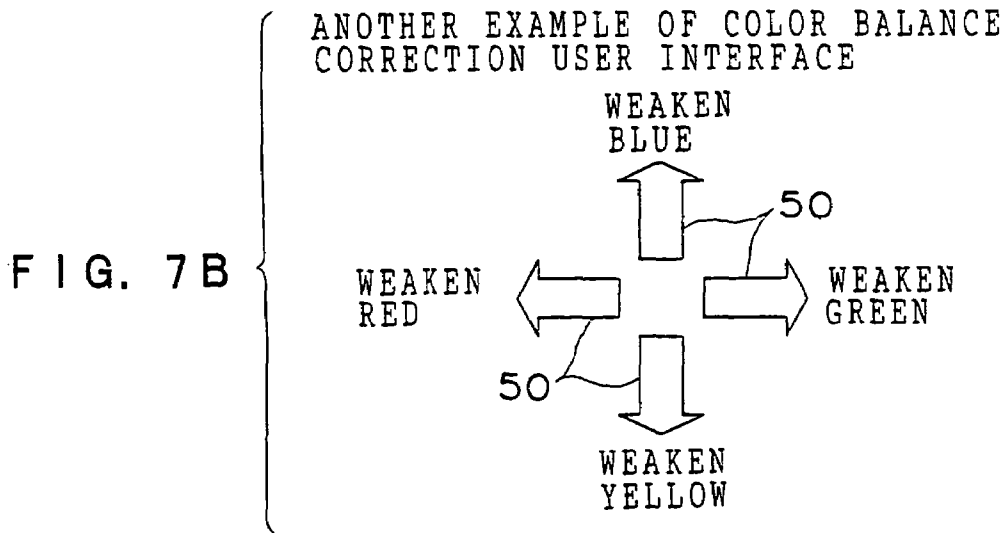 ANOTHER EXAMPLE OF COLOR BALANCE
CORRECTION USER INTERFACE
WEAKEN
BLUE
50
FIG. 7B
WEAKEN
RED
WEAKEN
GREEN
50
WEAKEN
YELLOW